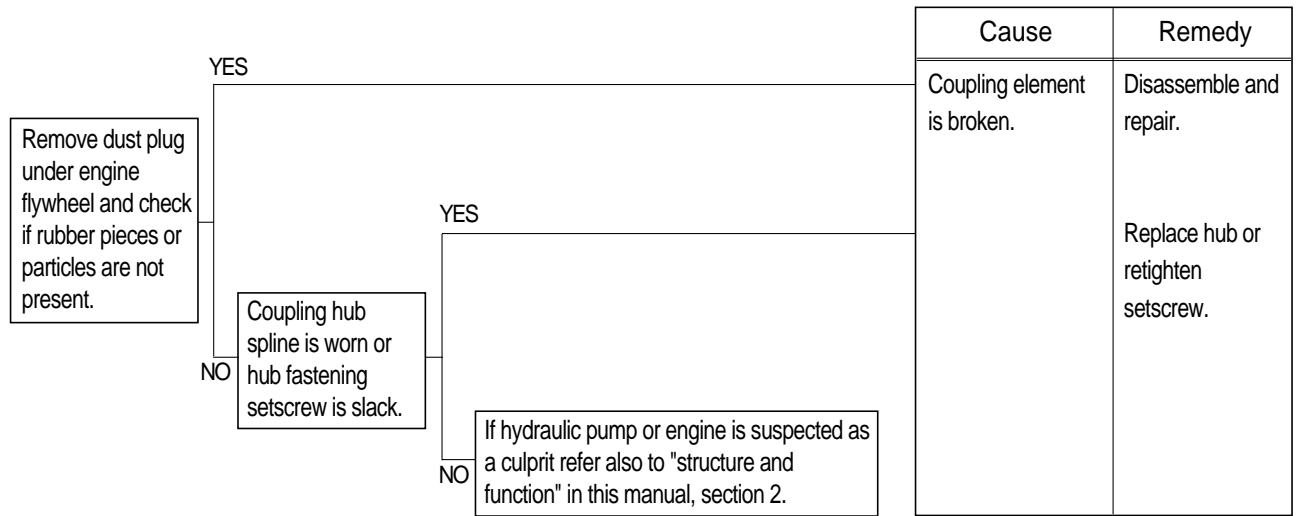 Cause
Remedy
YES
Coupling element
is broken.
Disassemble and
repair.
Remove dust plug
under engine
flywheel and check
if rubber pieces or
particles are not
present.
YES
Replace hub or
retighten
setscrew.
NO
Coupling hub
spline is worn or
hub fastening
setscrew is slack.
NO
If hydraulic pump or engine is suspected as
a culprit refer also to "structure and
function" in this manual, section 2.